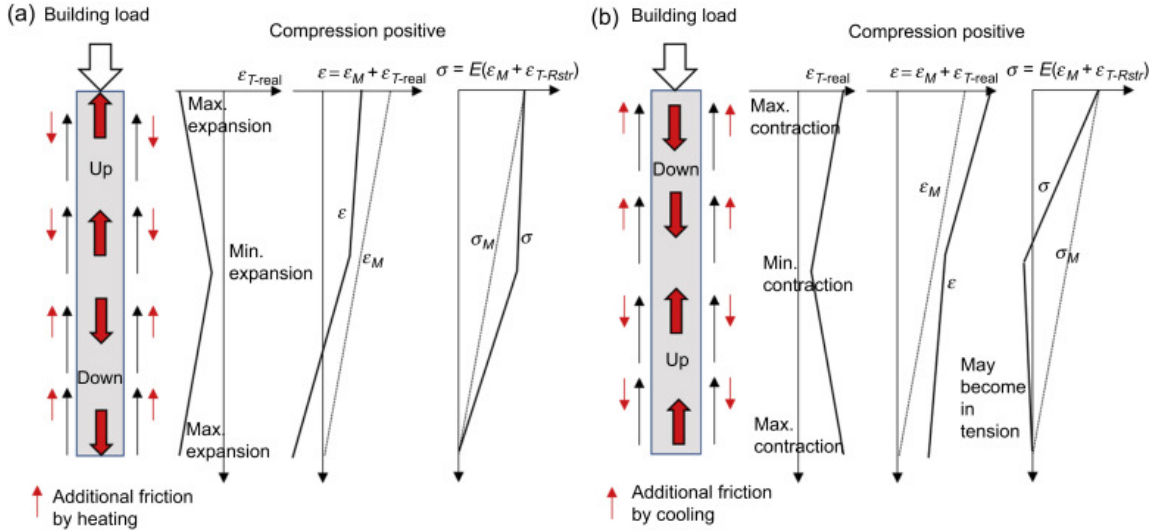 (a) Building load
Compression positive
εT-real
ε = εM + εT-real
σ = E(εM + εT-Rstr)
Max.
expansion
Up
ε
σM
σ
Min.
expansion
εM
Down
Max.
expansion
Additional friction
by heating
(b)
Building load
Compression positive
εT-real
ε = εM + εT-real
σ = E(εM + εT-Rstr)
Max.
contraction
Down
εM
σ
Min.
contraction
σM
ε
Up
May
become
in
tension
Max.
contraction
Additional friction
by cooling